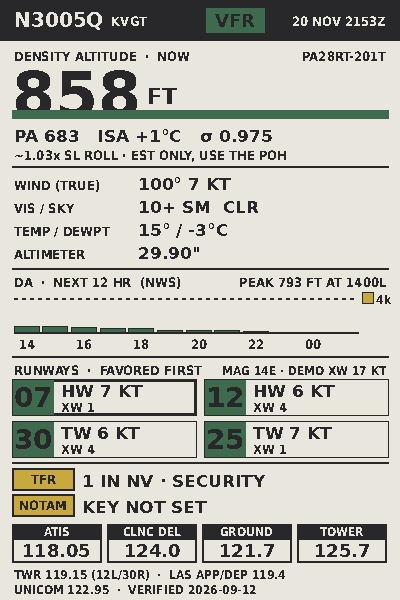 N3005Q KVGT VFR 20 NOV 2153Z
DENSITY ALTITUDE · NOW PA28RT-201T
858 FT
PA 683 ISA +1°C σ 0.975
~1.03x SL ROLL · EST ONLY, USE THE POH
WIND (TRUE) 100° 7 KT
VIS / SKY 10+ SM CLR
TEMP / DEWPT 15° / -3°C
ALTIMETER 29.90"
DA · NEXT 12 HR (NWS) PEAK 793 FT AT 1400L
4k
14 16 18 20 22 00
RUNWAYS · FAVORED FIRST MAG 14E · DEMO XW 17 KT
07 HW 7 KT XW 1
12 HW 6 KT XW 4
30 TW 6 KT XW 4
25 TW 7 KT XW 1
TFR 1 IN NV · SECURITY
NOTAM KEY NOT SET
ATIS CLNC DEL GROUND TOWER
118.05 124.0 121.7 125.7
TWR 119.15 (12L/30R) · LAS APP/DEP 119.4
UNICOM 122.95 · VERIFIED 2026-09-12